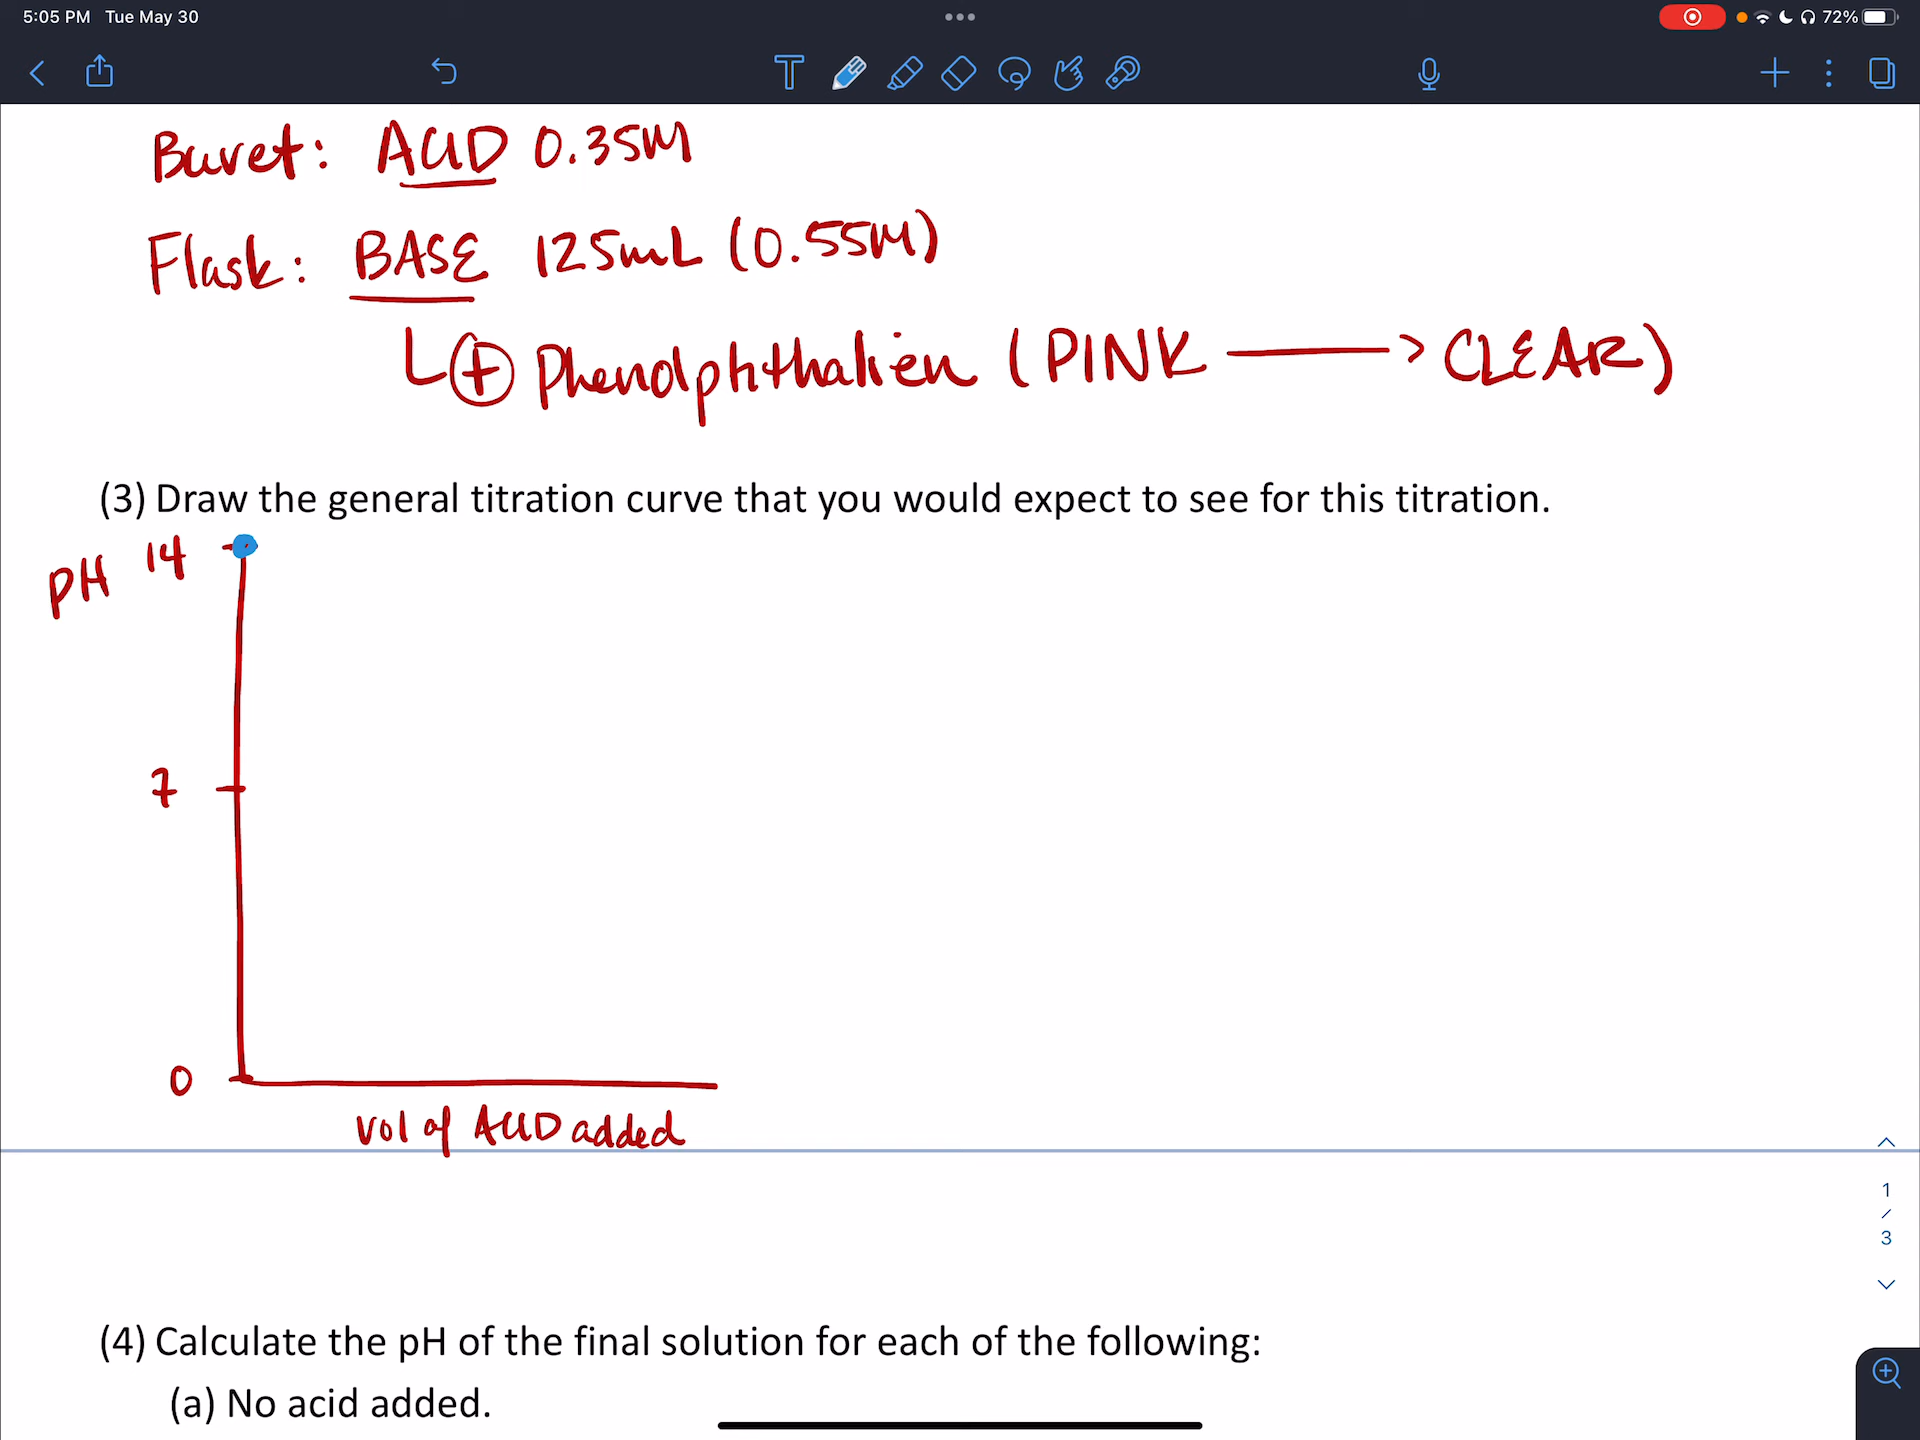 5:05 PM Tue May 30
72%
Buret: ACID 0.35M
Flask: BASE 125mL (0.55M)
+ Phenolphthalien (PINK → CLEAR)
(3) Draw the general titration curve that you would expect to see for this titration.
pH 14
7
0
vol of ACID added
1
/
3
(4) Calculate the pH of the final solution for each of the following:
(a) No acid added.